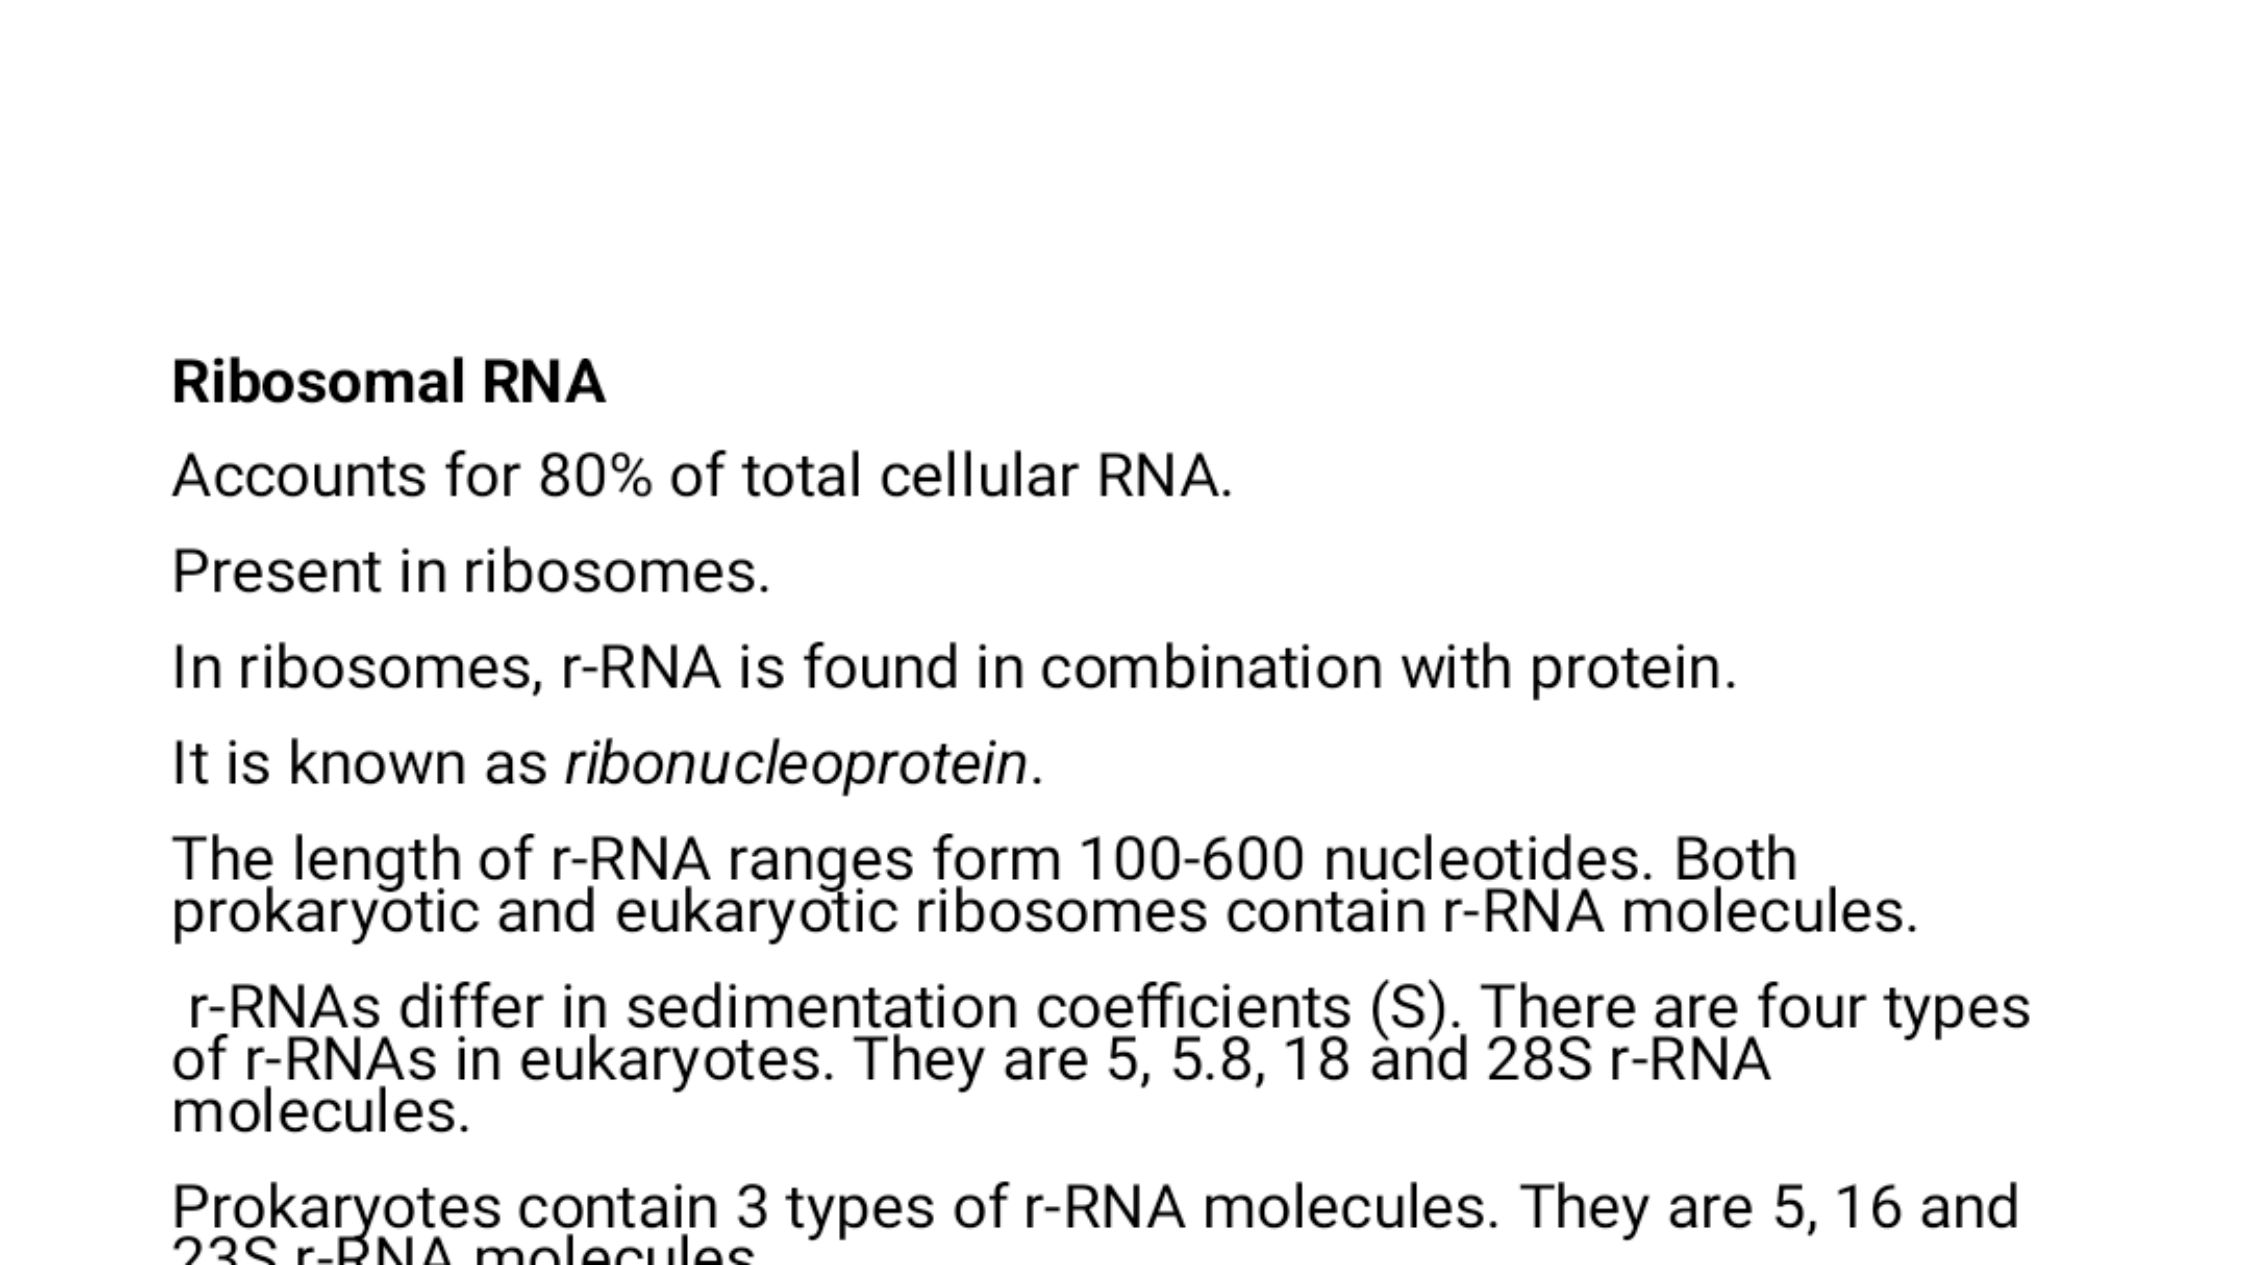 Ribosomal RNA
Accounts for 80% of total cellular RNA.
Present in ribosomes.
In ribosomes, r-RNA is found in combination with protein.
It is known as ribonucleoprotein.
The length of r-RNA ranges form 100-600 nucleotides. Both
prokaryotic and eukaryotic ribosomes contain r-RNA molecules.
r-RNAs differ in sedimentation coefficients (S). There are four types
of r-RNAs in eukaryotes. They are 5, 5.8, 18 and 28S r-RNA
molecules.
Prokaryotes contain 3 types of r-RNA molecules. They are 5, 16 and
23S r-RNA molecules